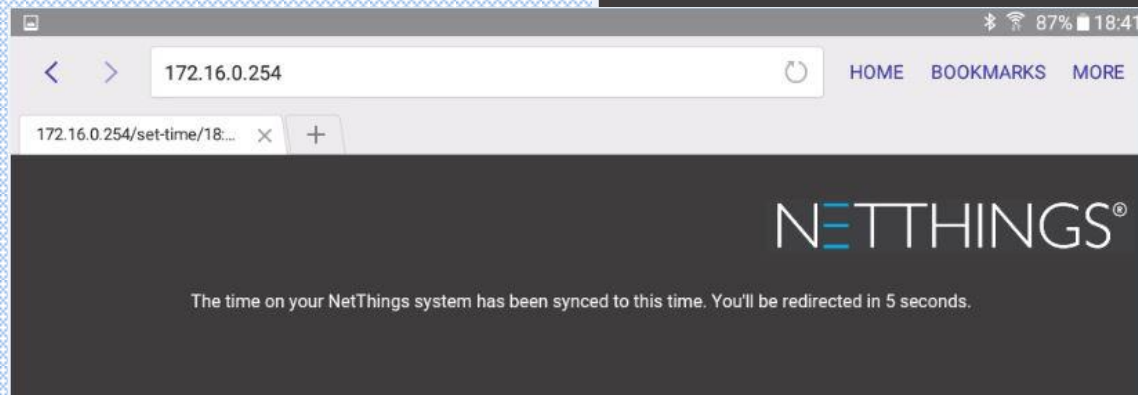 87% 18:41
172.16.0.254 HOME BOOKMARKS MORE
172.16.0.254/set-time/18:...
NETTHINGS®
The time on your NetThings system has been synced to this time. You'll be redirected in 5 seconds.